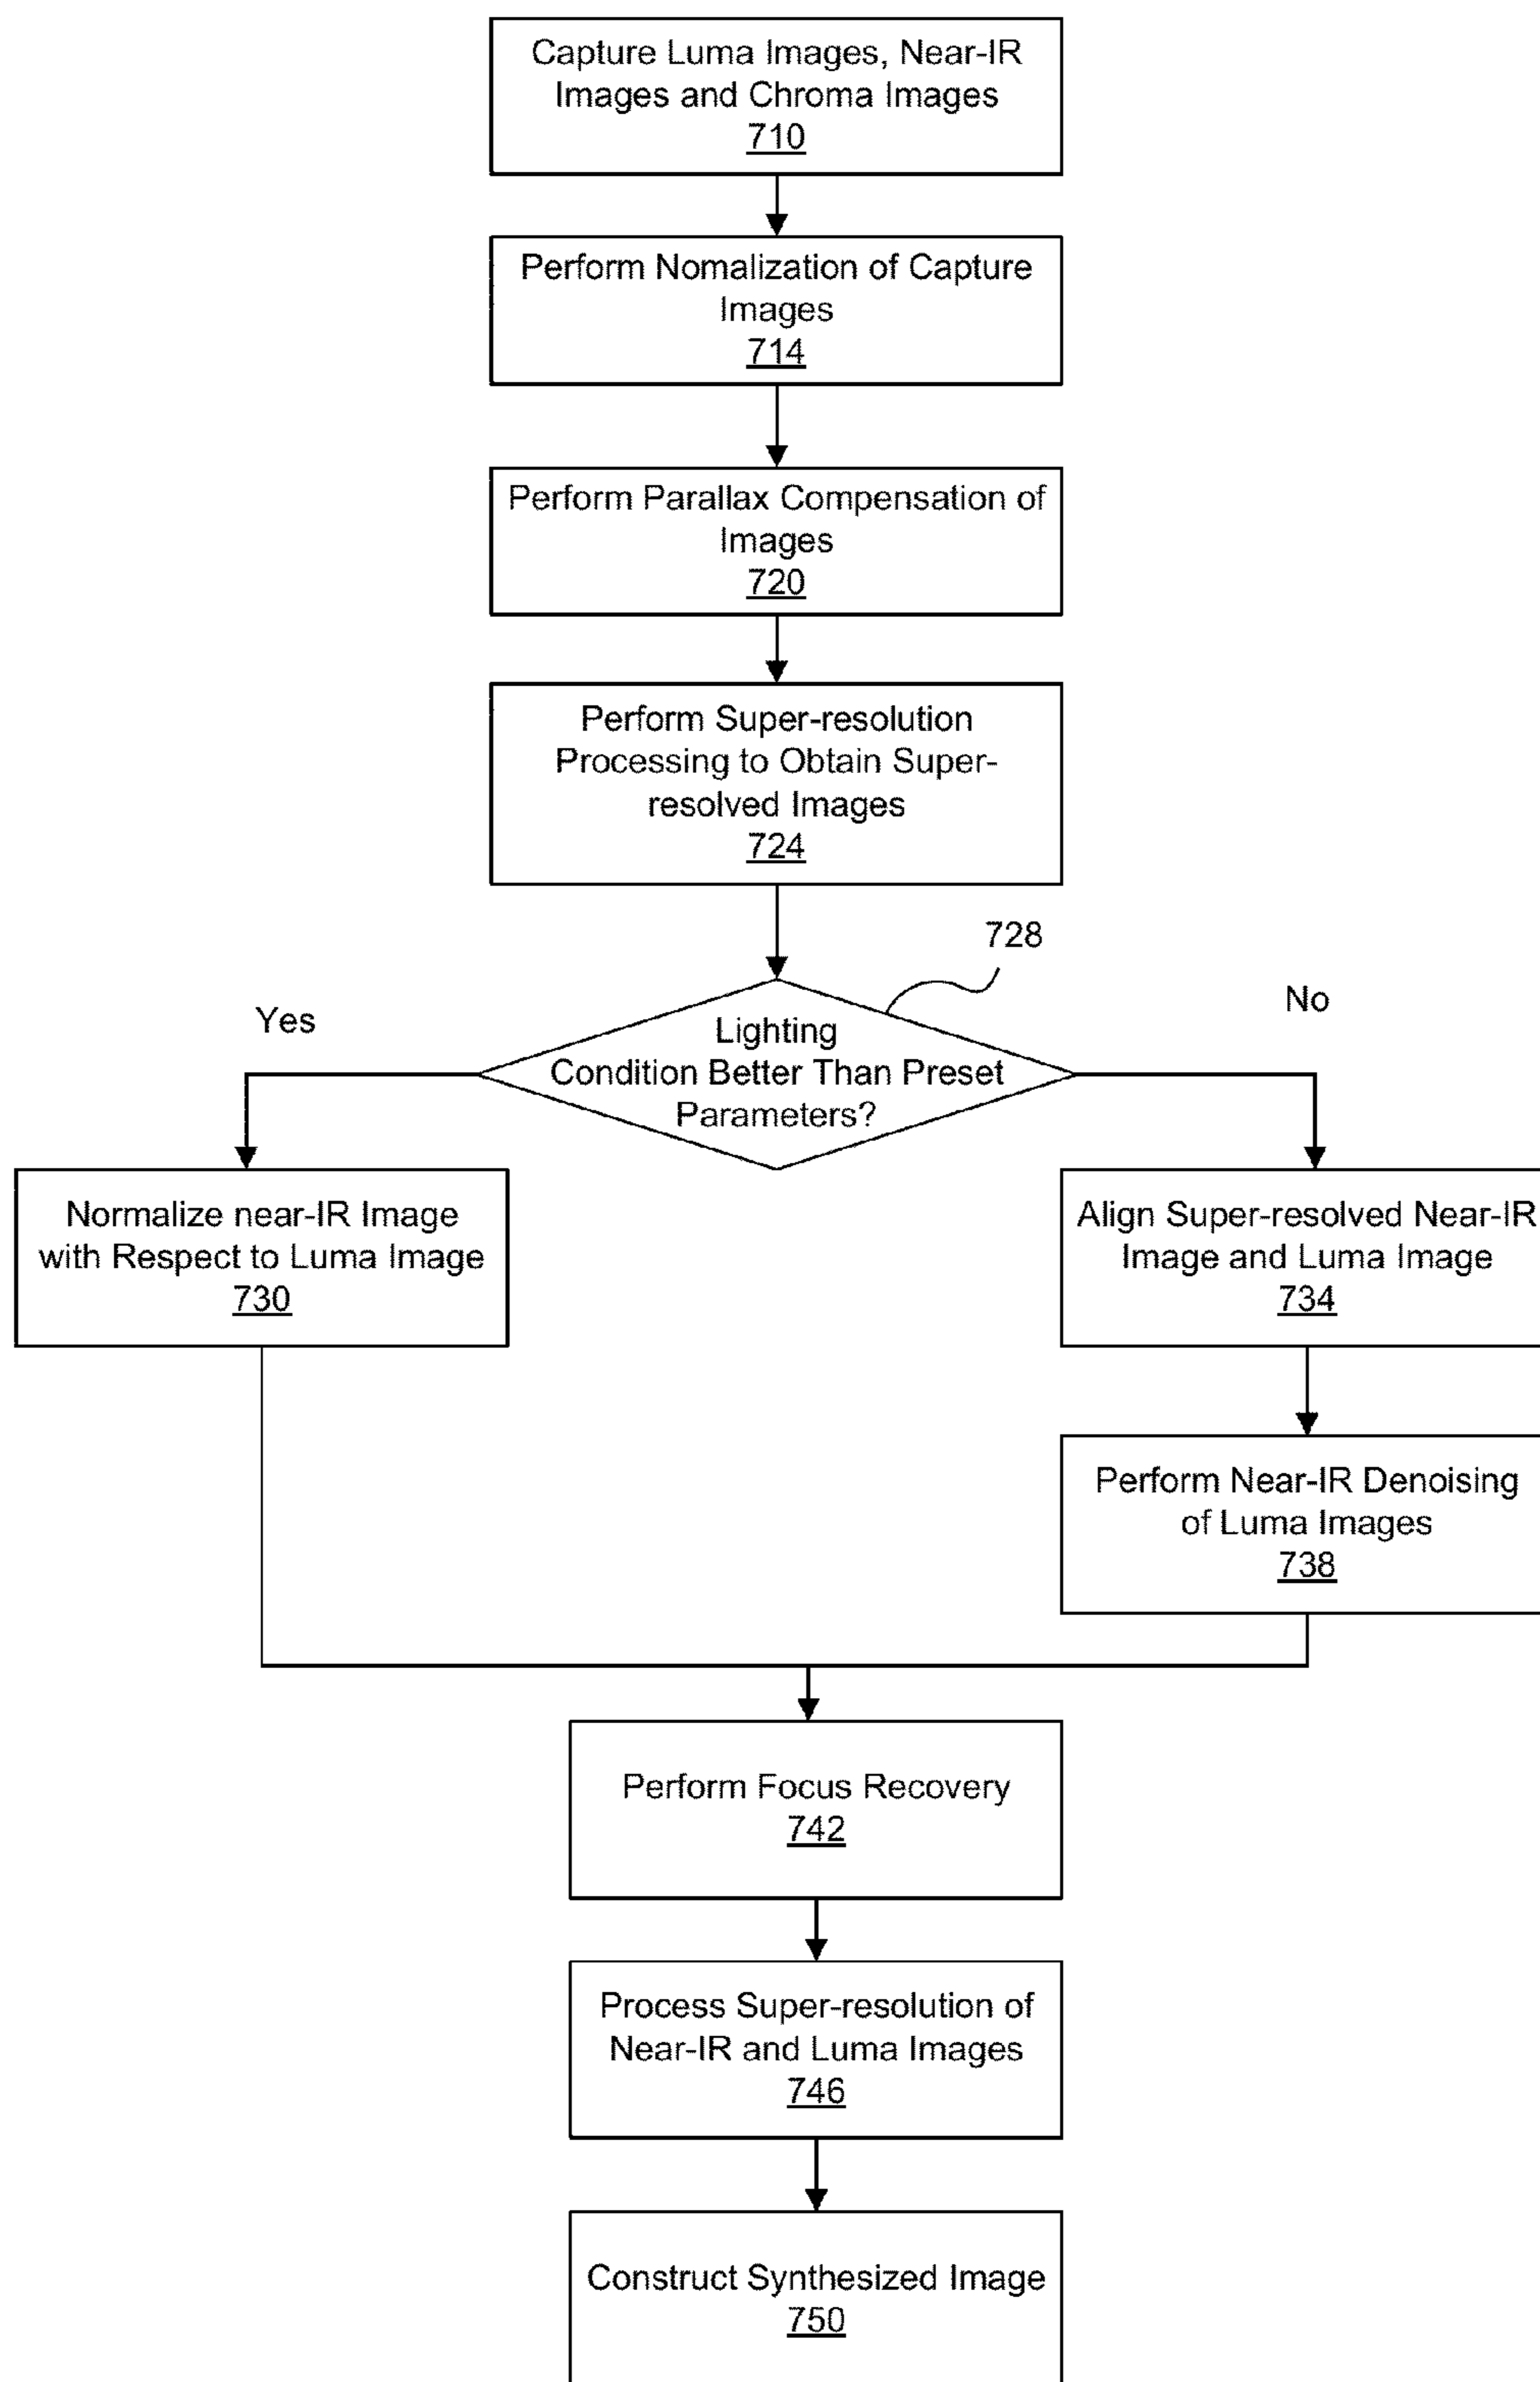 Capture Luma Images, Near-IR
Images and Chroma Images
710
Perform Nomalization of Capture
Images
714
Perform Parallax Compensation of
Images
720
Perform Super-resolution
Processing to Obtain Super-
resolved Images
724
728
Yes
No
Lighting
Condition Better Than Preset
Parameters?
Normalize near-IR Image
with Respect to Luma Image
730
Align Super-resolved Near-IR
Image and Luma Image
734
Perform Near-IR Denoising
of Luma Images
738
Perform Focus Recovery
742
Process Super-resolution of
Near-IR and Luma Images
746
Construct Synthesized Image
750